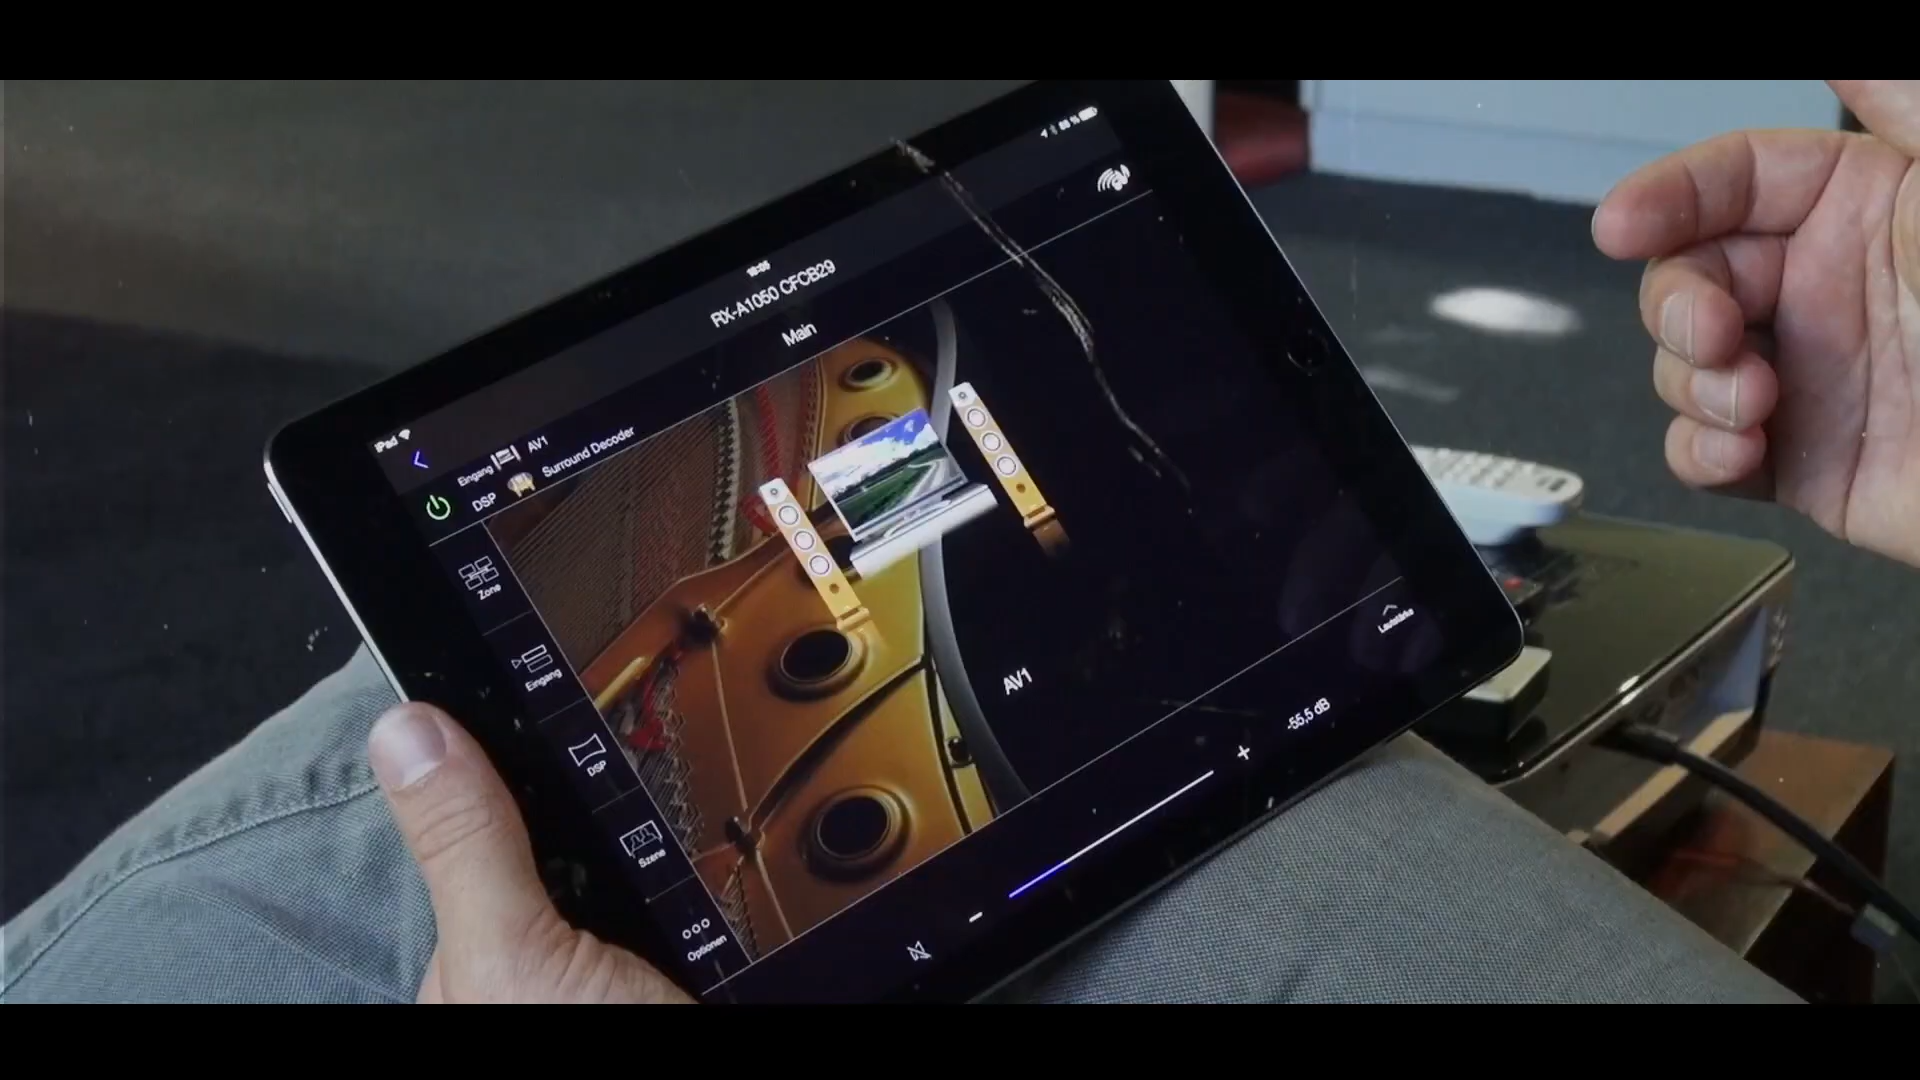 iPad
RX-A1050 CFCB29
Main
Eingang AV1
DSP Surround Decoder
Zone
Eingang
DSP
Szene
Optionen
AV1
Lautstärke
-55,5 dB